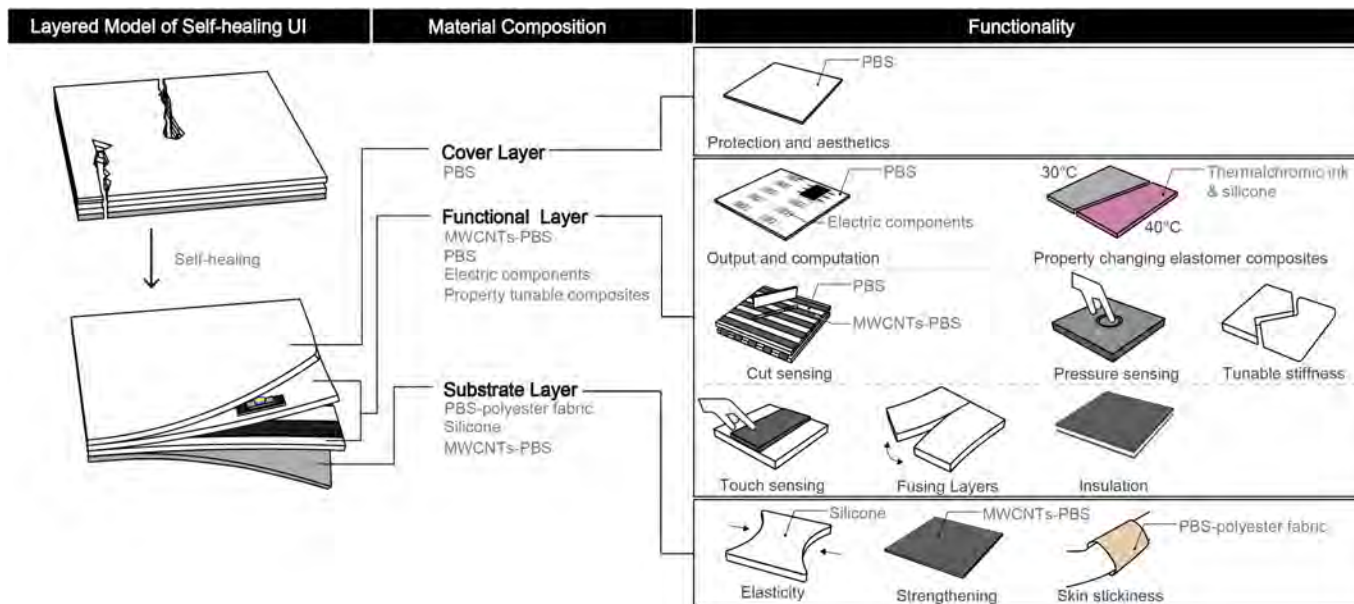 Layered Model of Self-healing UI
Material Composition
Functionality
Self-healing
Cover Layer
PBS
Functional Layer
MWCNTs-PBS
PBS
Electric components
Property tunable composites
Substrate Layer
PBS-polyester fabric
Silicone
MWCNTs-PBS
PBS
Protection and aesthetics
PBS
Electric components
Output and computation
30°C
Thermalchromic ink
& silicone
40°C
Property changing elastomer composites
PBS
MWCNTs-PBS
Cut sensing
Pressure sensing
Tunable stiffness
Touch sensing
Fusing Layers
Insulation
Silicone
Elasticity
MWCNTs-PBS
Strengthening
PBS-polyester fabric
Skin stickiness